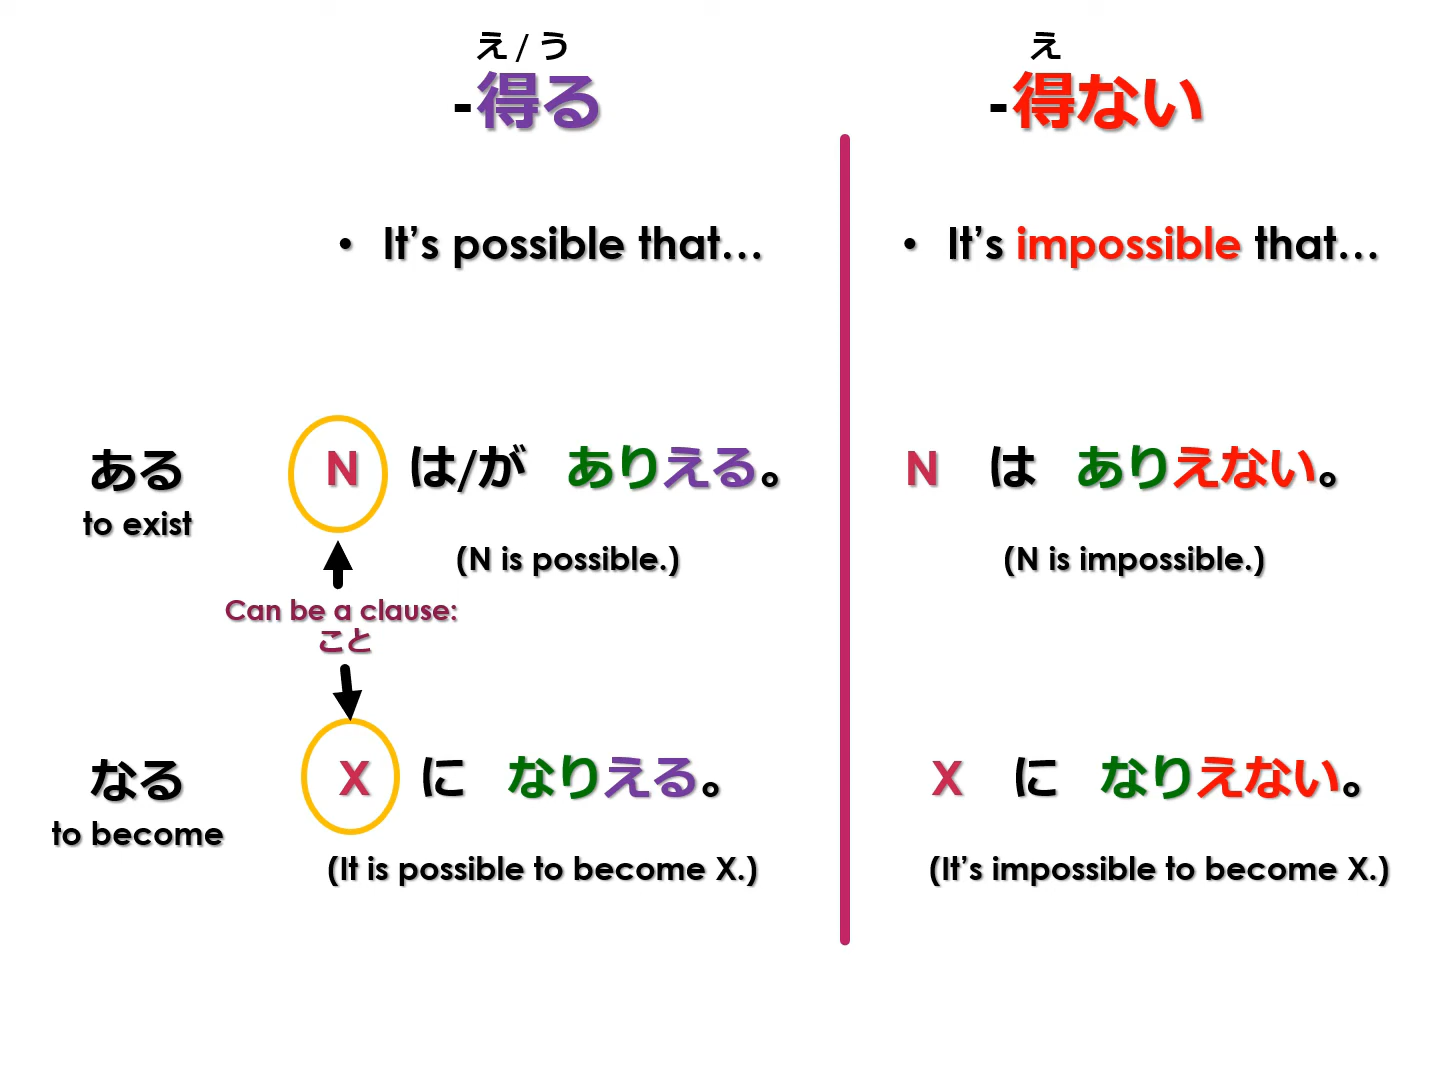 え / う
-得る
え
-得ない
• It's possible that...
• It's impossible that...
ある
to exist
N は/が ありえる。
(N is possible.)
N は ありえない。
(N is impossible.)
Can be a clause:
こと
なる
to become
X に なりえる。
(It is possible to become X.)
X に なりえない。
(It's impossible to become X.)